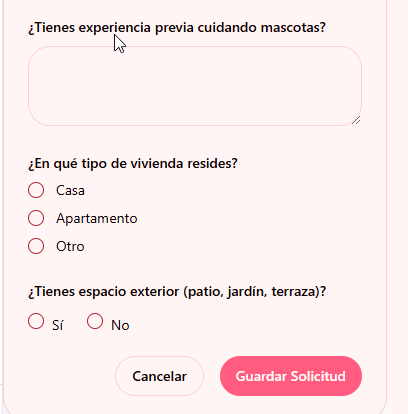 ¿Tienes experiencia previa cuidando mascotas?
¿En qué tipo de vivienda resides?
Casa
Apartamento
Otro
¿Tienes espacio exterior (patio, jardín, terraza)?
Sí No
Cancelar Guardar Solicitud